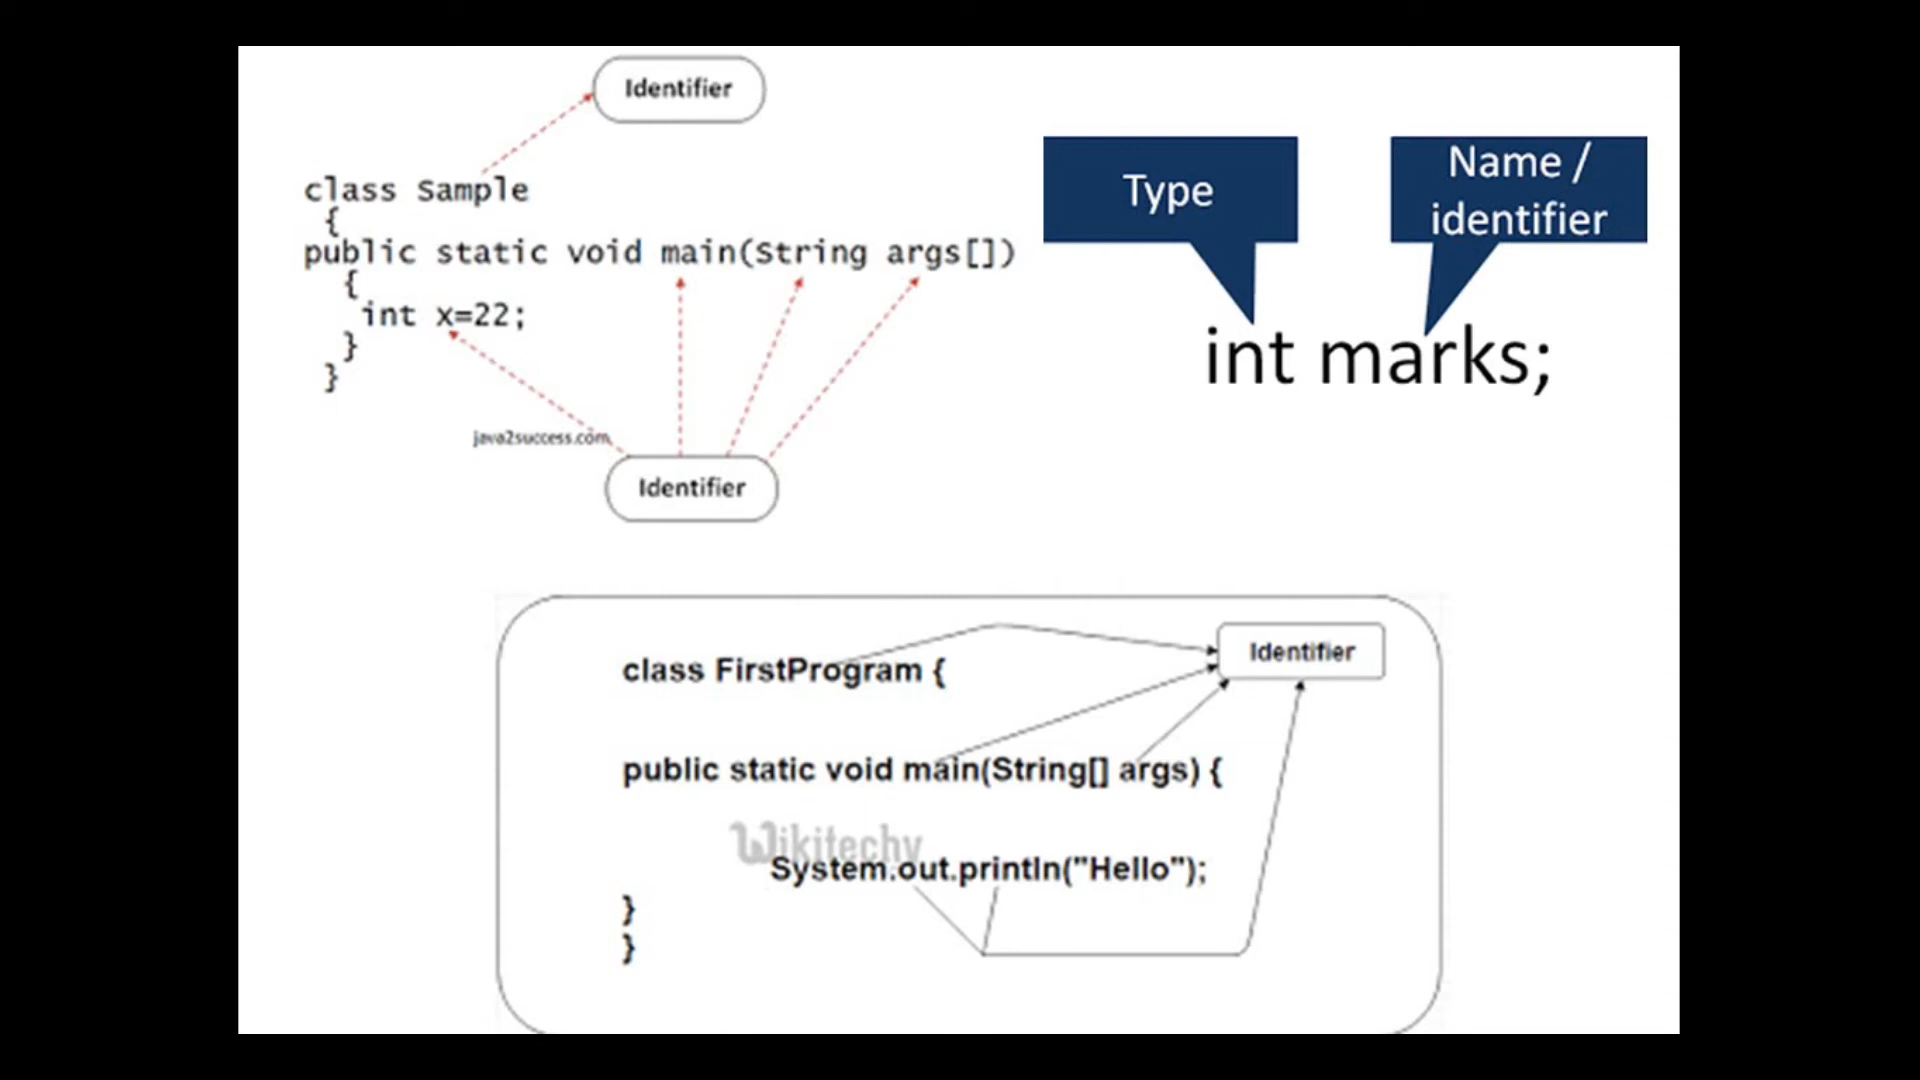 Identifier
class Sample
{
public static void main(String args[])
{
int x=22;
}
}
java2success.com
Identifier
Type
Name /
identifier
int marks;
Identifier
class FirstProgram {
public static void main(String[] args) {
Wikitechy
System.out.println("Hello");
}
}